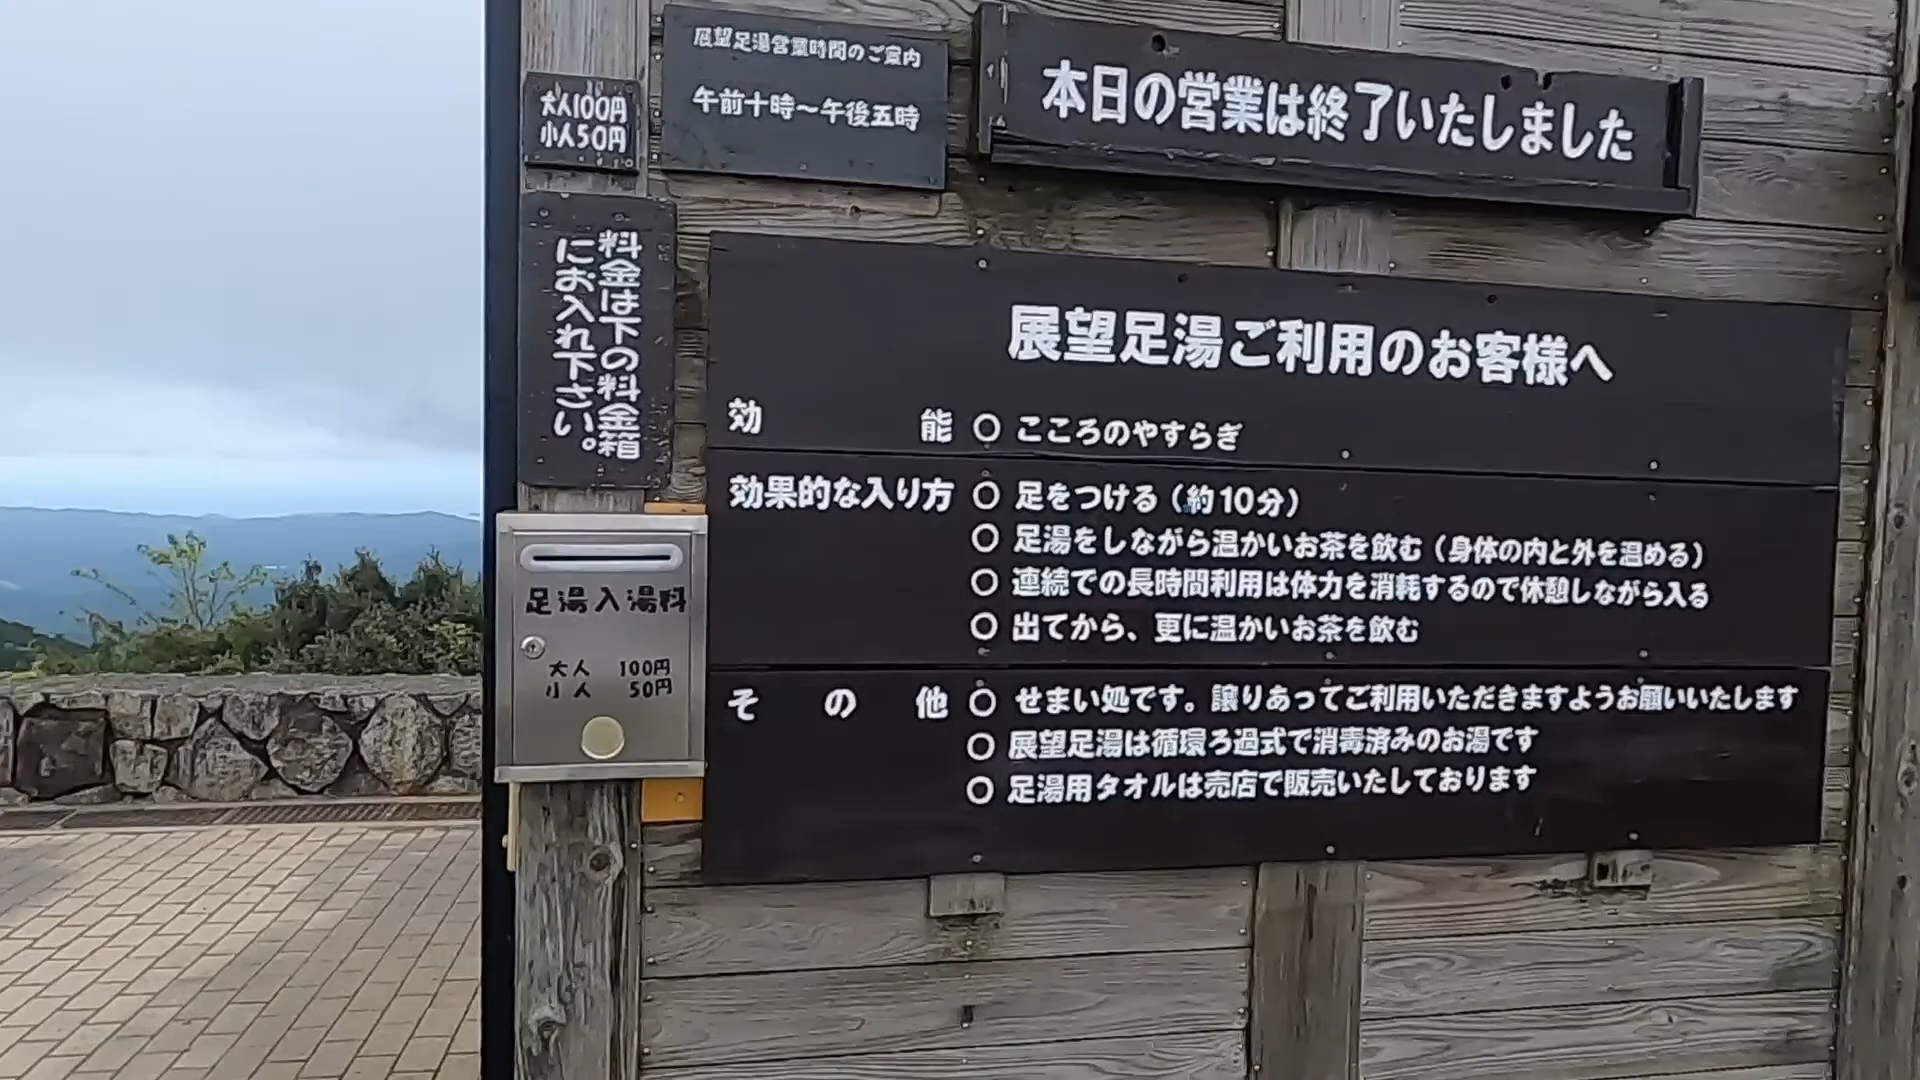 展望足湯営業時間のご案内
午前十時～午後五時
大人100円
小人50円
本日の営業は終了いたしました
料金は下の料金箱
にお入れ下さい。
展望足湯ご利用のお客様へ
効能 ○ こころのやすらぎ
効果的な入り方 ○ 足をつける（約10分）
○ 足湯をしながら温かいお茶を飲む（身体の内と外を温める）
○ 連続での長時間利用は体力を消耗するので休憩しながら入る
○ 出てから、更に温かいお茶を飲む
その他 ○ せまい処です。譲りあってご利用いただきますようお願いいたします
○ 展望足湯は循環ろ過式で消毒済みのお湯です
○ 足湯用タオルは売店で販売いたしております
足湯入湯料
大人 100円
小人 50円